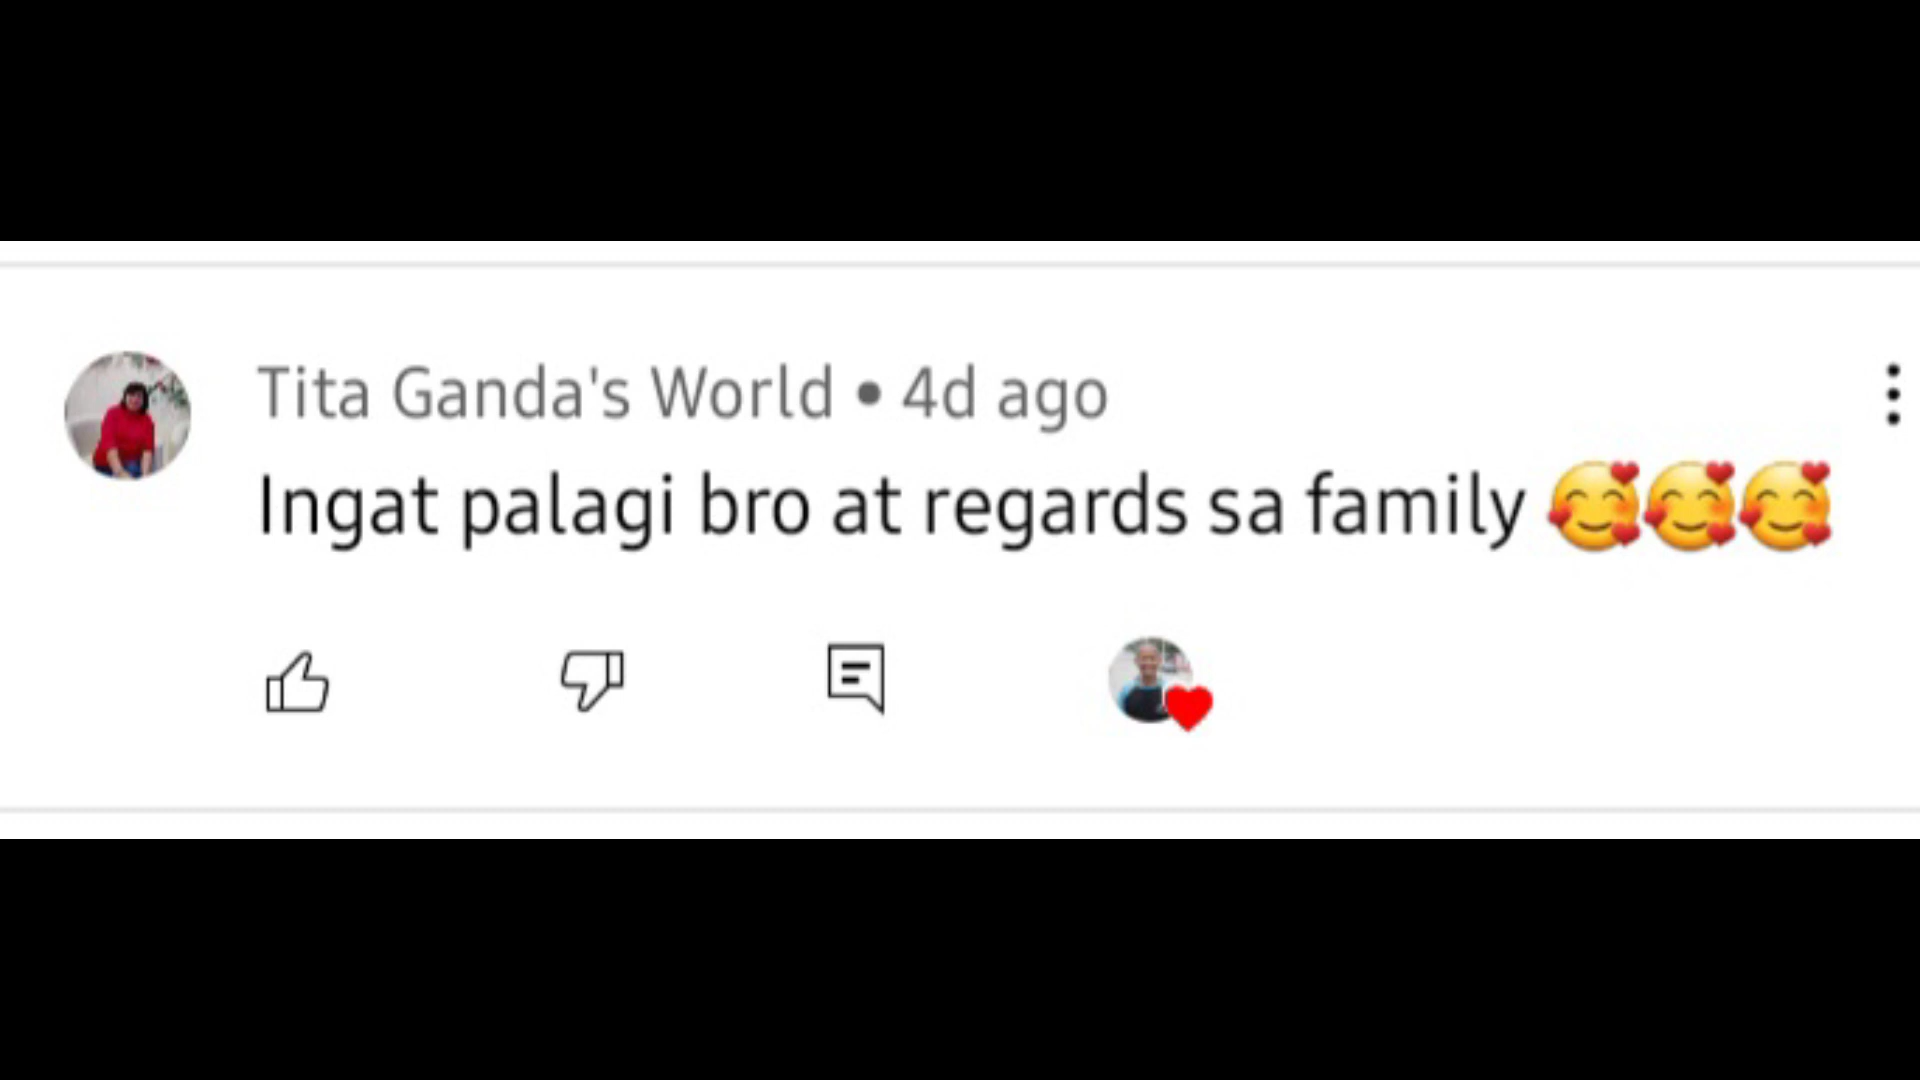 Tita Ganda's World • 4d ago
Ingat palagi bro at regards sa family 🥰🥰🥰